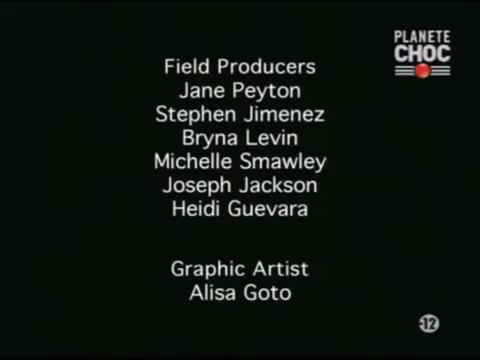 PLANETE
CHOC
Field Producers
Jane Peyton
Stephen Jimenez
Bryna Levin
Michelle Smawley
Joseph Jackson
Heidi Guevara
Graphic Artist
Alisa Goto
-12